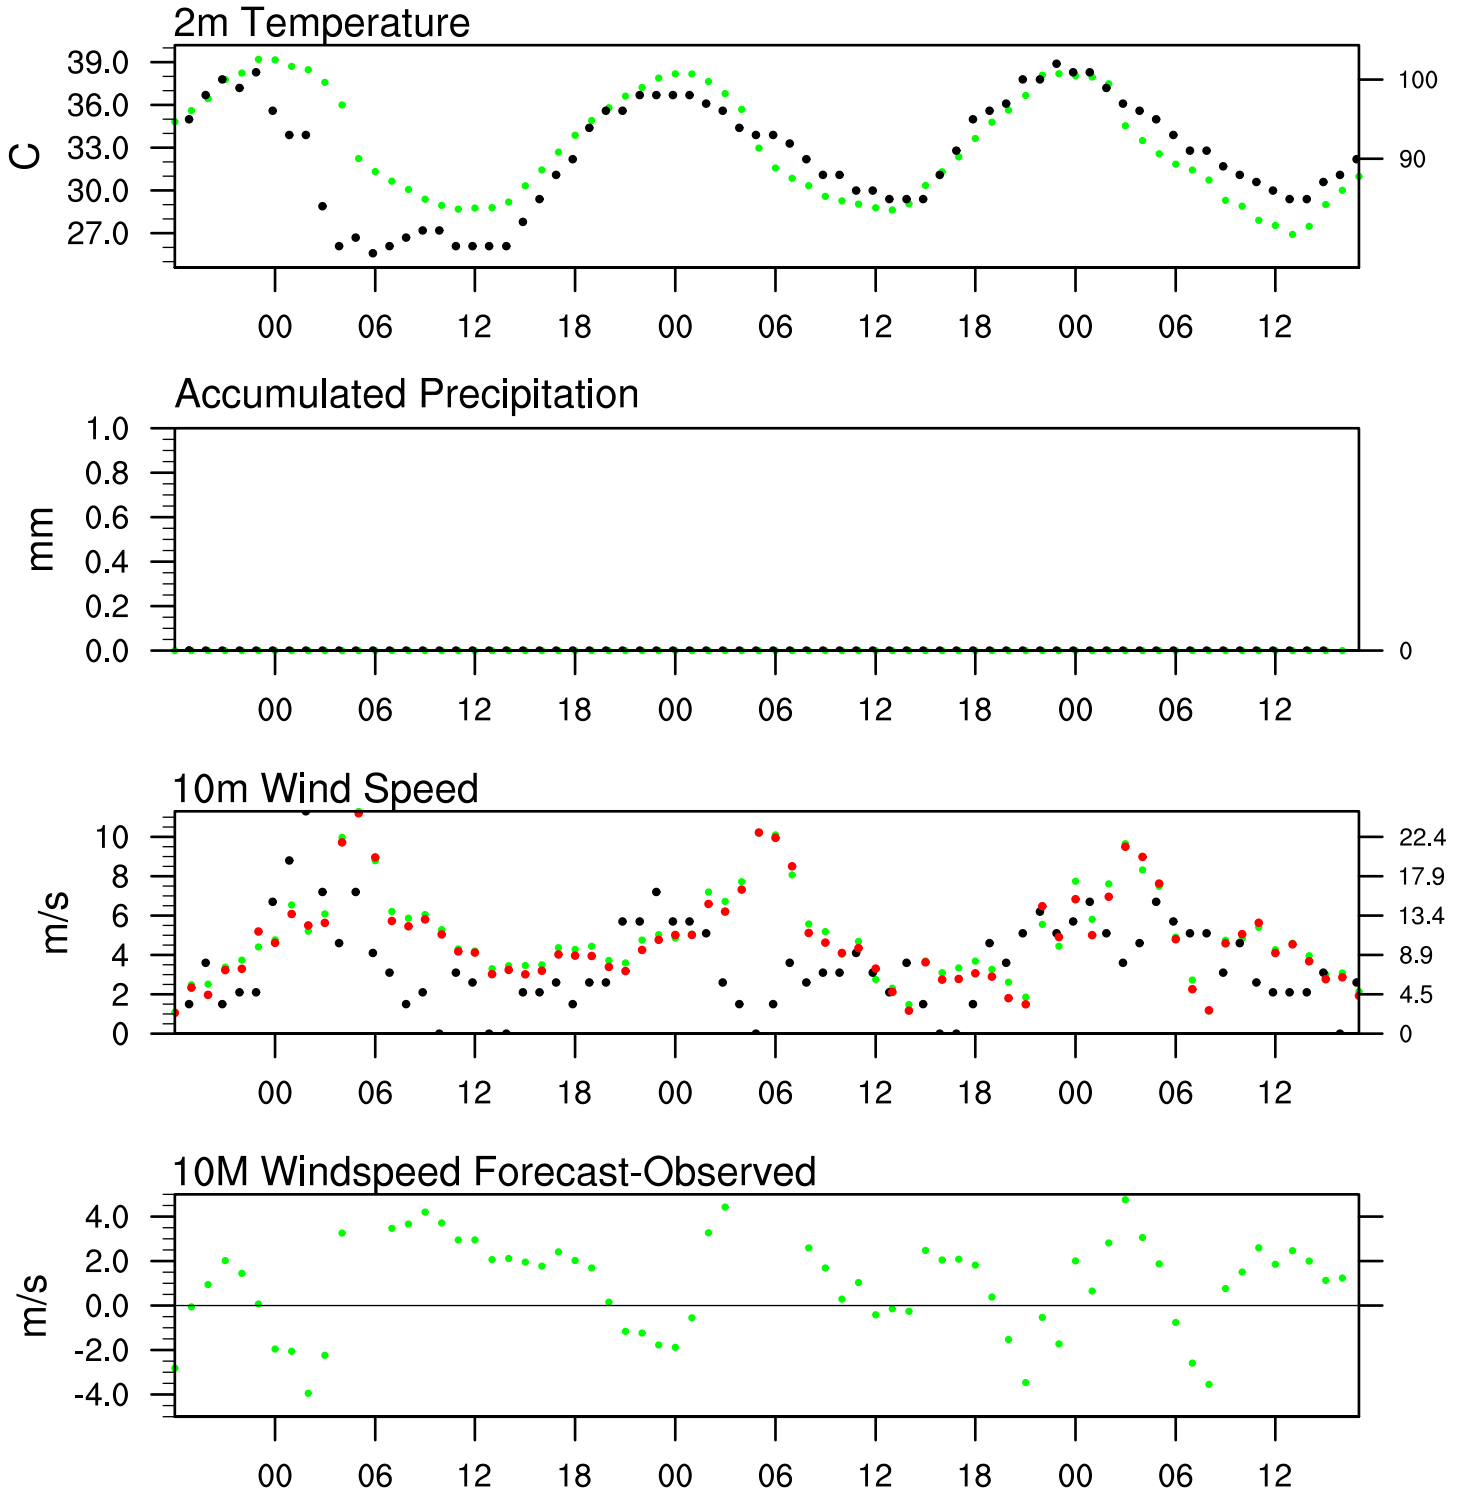 2m Temperature
39.0
36.0
33.0
30.0
27.0
C
100
90
00 06 12 18 00 06 12 18 00 06 12
Accumulated Precipitation
1.0
0.8
0.6
0.4
0.2
0.0
mm
0
00 06 12 18 00 06 12 18 00 06 12
10m Wind Speed
10
8
6
4
2
0
m/s
22.4
17.9
13.4
8.9
4.5
0
00 06 12 18 00 06 12 18 00 06 12
10M Windspeed Forecast-Observed
4.0
2.0
0.0
-2.0
-4.0
m/s
00 06 12 18 00 06 12 18 00 06 12